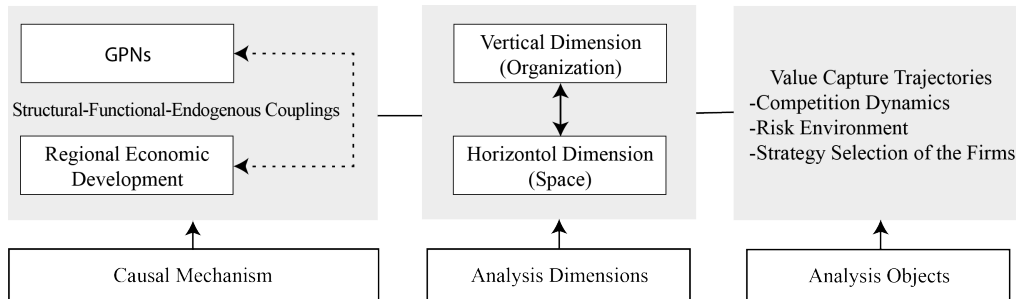 GPNs
Structural-Functional-Endogenous Couplings
Regional Economic
Development
Causal Mechanism
Vertical Dimension
(Organization)
Horizontol Dimension
(Space)
Analysis Dimensions
Value Capture Trajectories
-Competition Dynamics
-Risk Environment
-Strategy Selection of the Firms
Analysis Objects